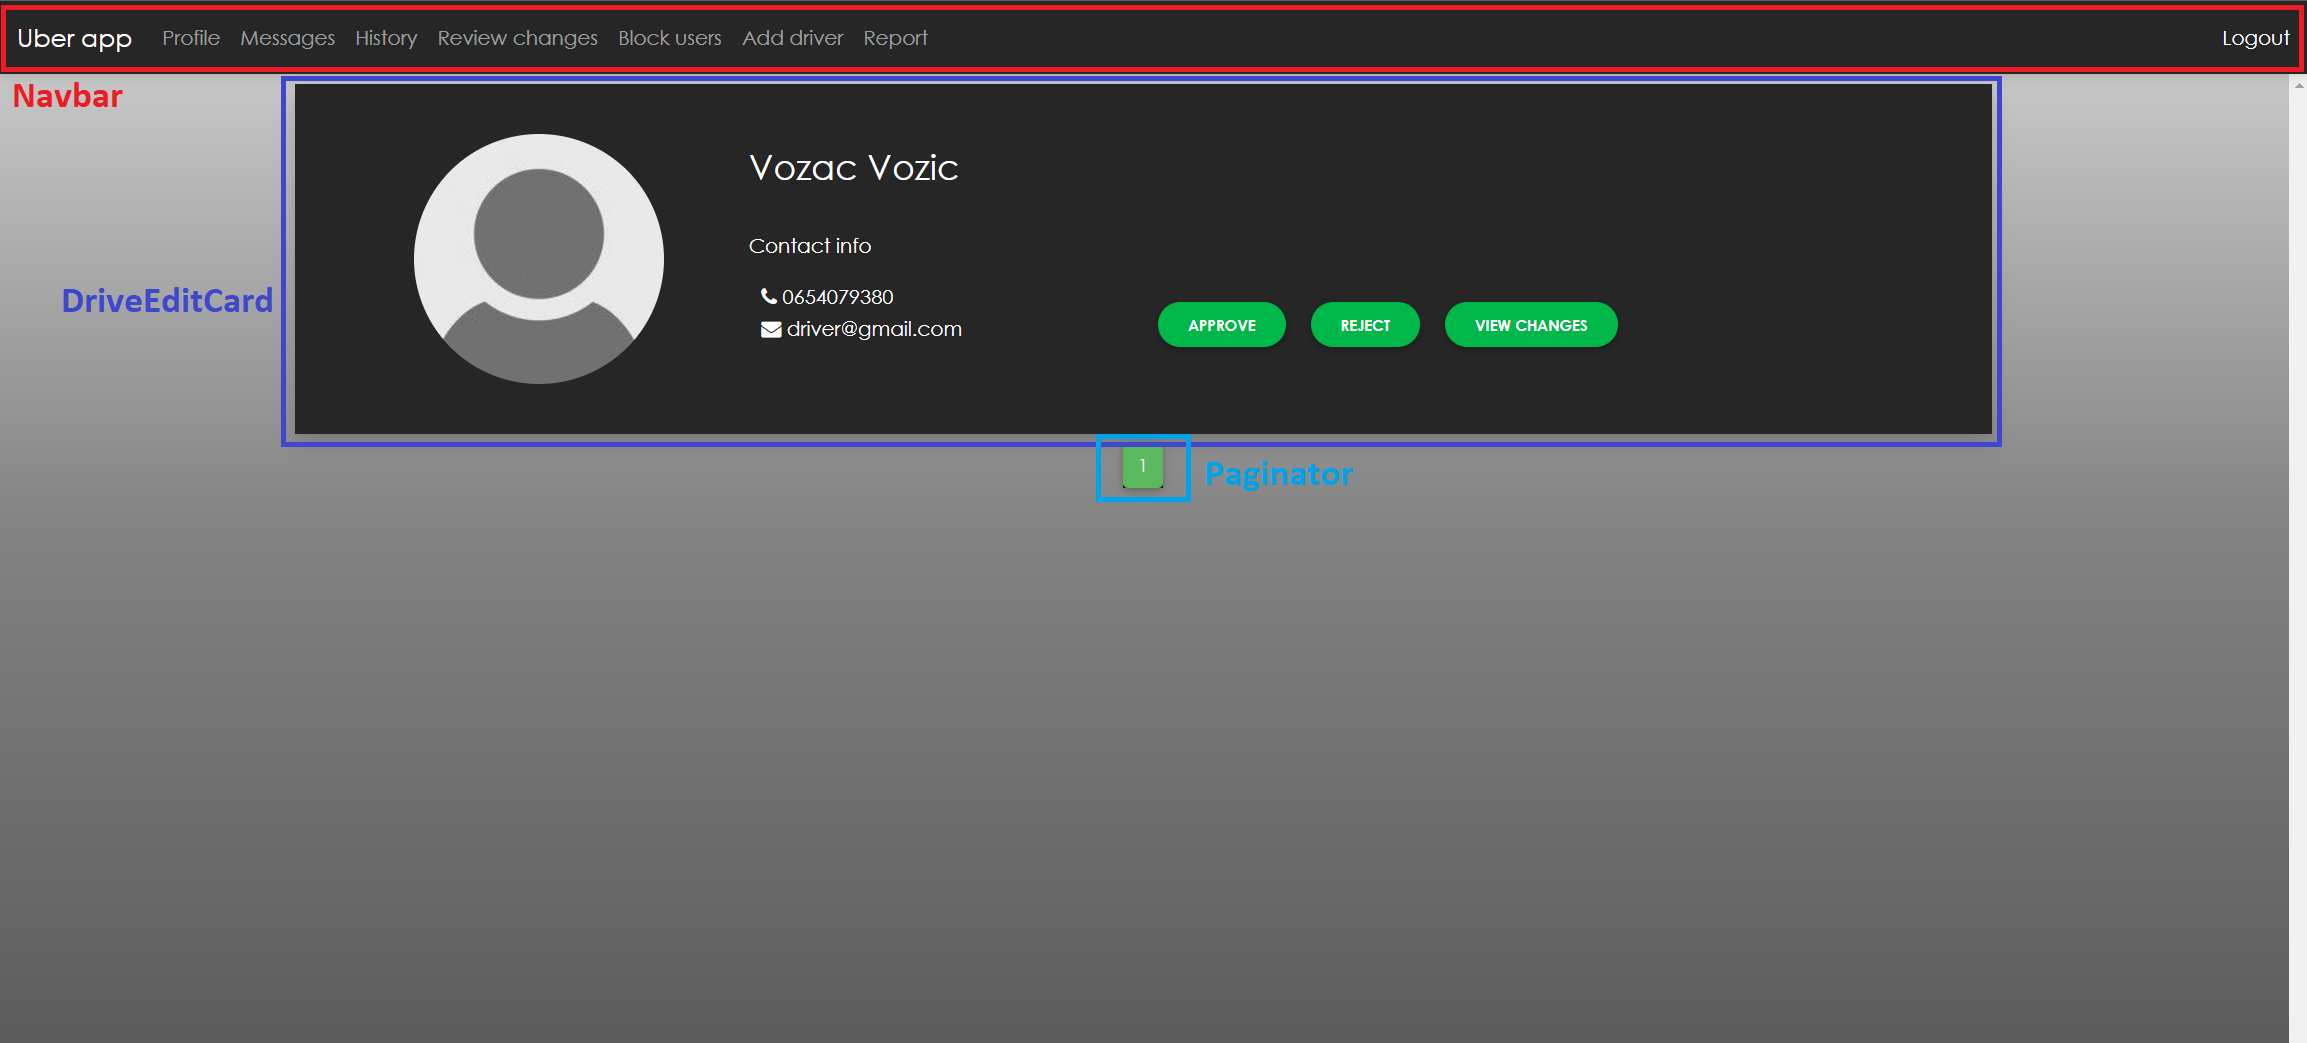 Uber app Profile Messages History Review changes Block users Add driver Report Logout
Navbar
Vozac Vozic
Contact info
DriveEditCard
0654079380
driver@gmail.com
APPROVE REJECT VIEW CHANGES
1
Paginator